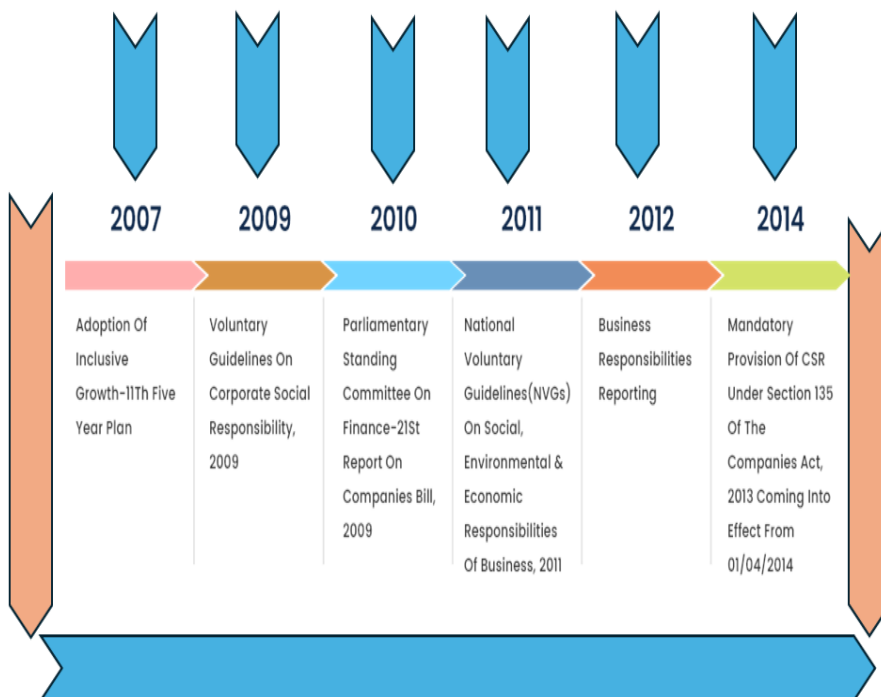 2007
2009
2010
2011
2012
2014
Adoption Of
Inclusive
Growth-11Th Five
Year Plan
Voluntary
Guidelines On
Corporate Social
Responsibility,
2009
Parliamentary
Standing
Committee On
Finance-21St
Report On
Companies Bill,
2009
National
Voluntary
Guidelines(NVGs)
On Social,
Environmental &
Economic
Responsibilities
Of Business, 2011
Business
Responsibilities
Reporting
Mandatory
Provision Of CSR
Under Section 135
Of The
Companies Act,
2013 Coming Into
Effect From
01/04/2014